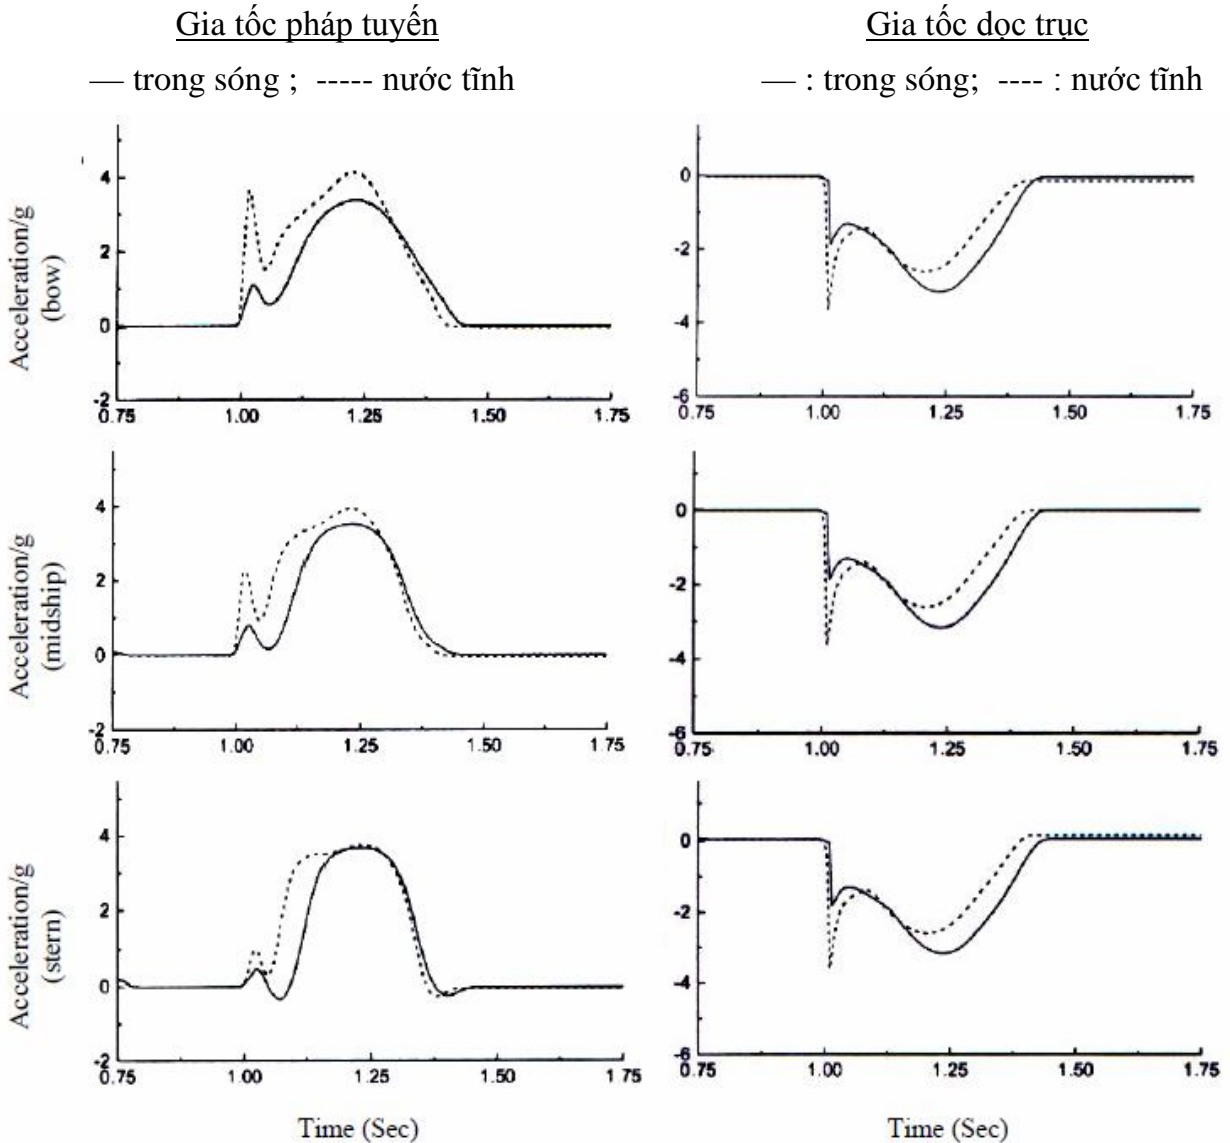 Gia tốc pháp tuyến
— trong sóng ; ----- nước tĩnh
Gia tốc dọc trục
— : trong sóng; ---- : nước tĩnh
Acceleration/g
(bow)
4
2
0
-2
0.75 1.00 1.25 1.50 1.75
0
-2
-4
-6
0.75 1.00 1.25 1.50 1.75
Acceleration/g
(midship)
4
2
0
-2
0.75 1.00 1.25 1.50 1.75
0
-2
-4
-6
0.75 1.00 1.25 1.50 1.75
Acceleration/g
(stern)
4
2
0
-2
0.75 1.00 1.25 1.50 1.75
Time (Sec)
0
-2
-4
-6
0.75 1.00 1.25 1.50 1.75
Time (Sec)